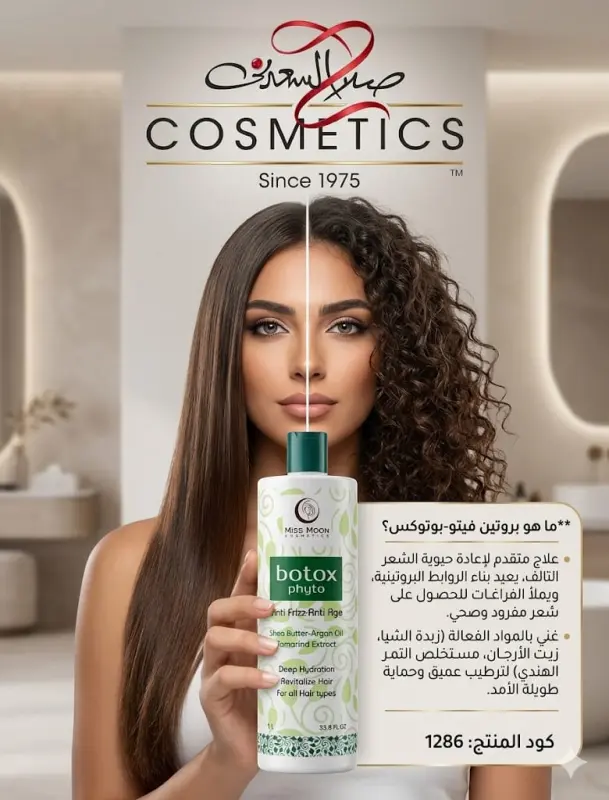 صلاح السعدني
COSMETICS
TM
Since 1975
MISS MOON
COSMETICS
botox
phyto
Anti Frizz-Anti Age
Shea Butter-Argan Oil
Tamarind Extract
Deep Hydration
Revitalize Hair
For all Hair types
1L 33.8 FL.OZ
**ما هو بروتين فيتو-بوتوكس؟
• علاج متقدم لإعادة حيوية الشعر
التالف، يعيد بناء الروابط البروتينية،
ويملأ الفراغات للحصول على
شعر مفرود وصحي.
• غني بالمواد الفعالة (زبدة الشيا،
زيت الأرجان، مستخلص التمر
الهندي) لترطيب عميق وحماية
طويلة الأمد.
كود المنتج: 1286